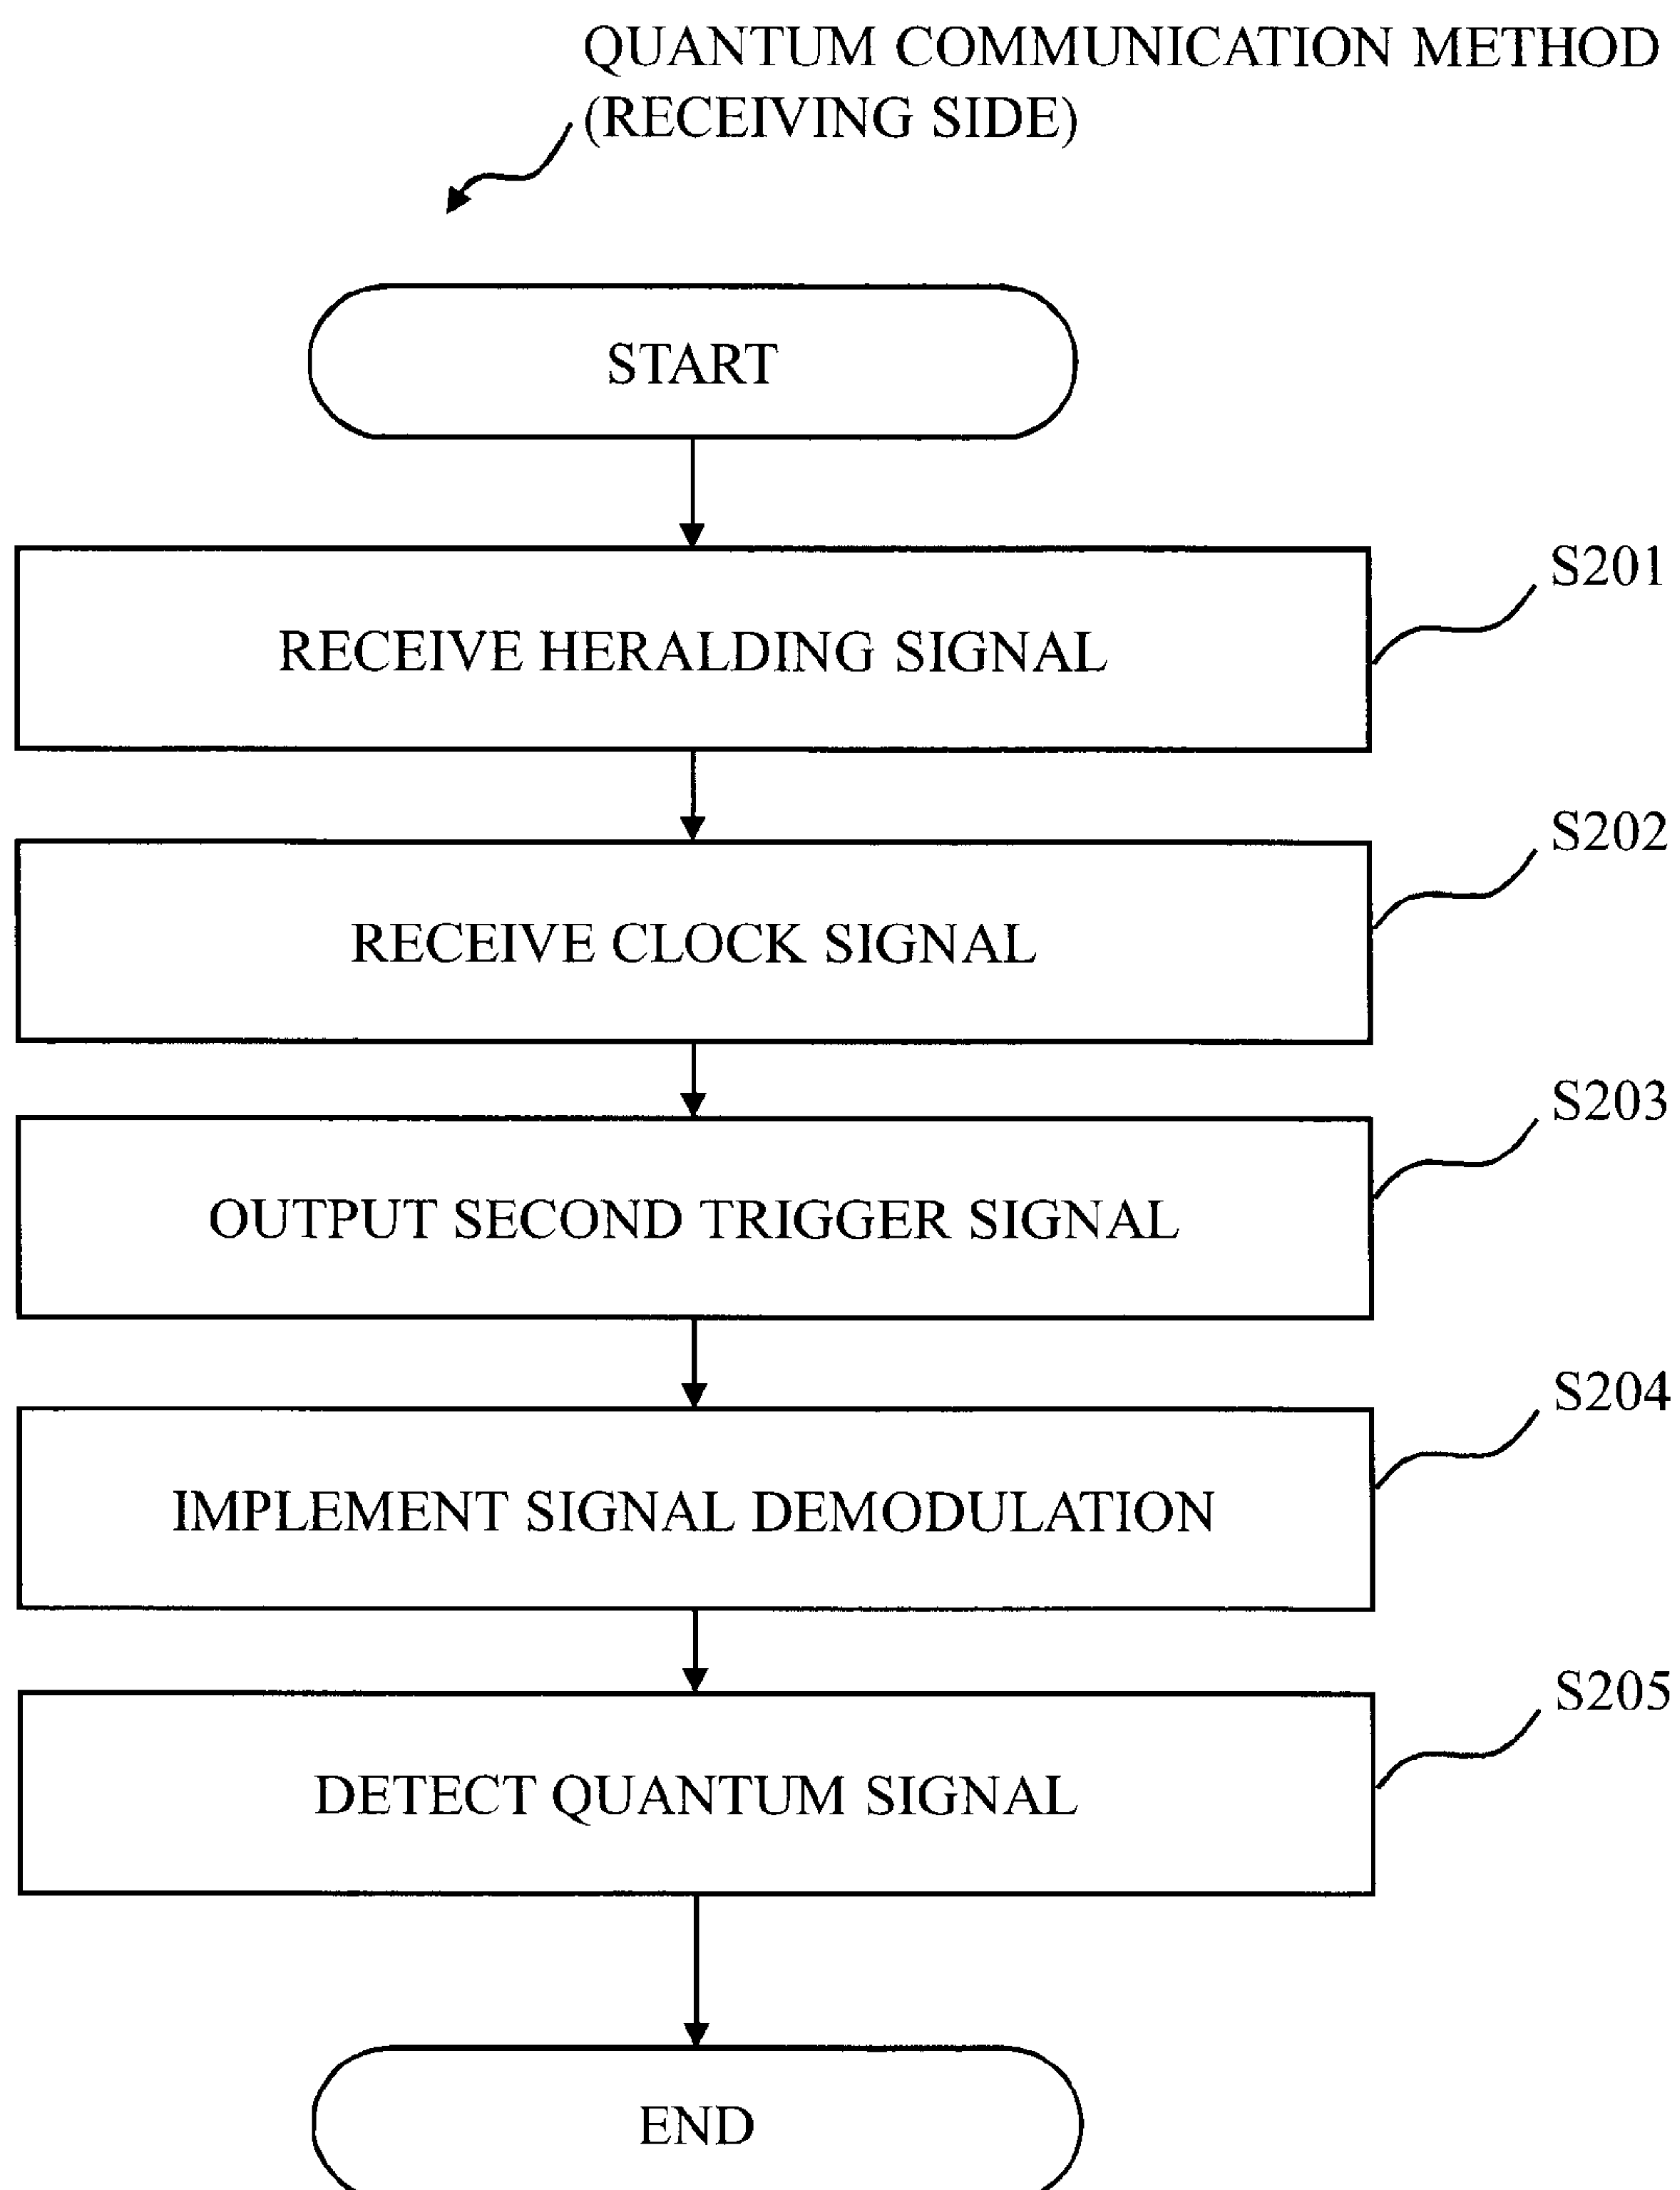 QUANTUM COMMUNICATION METHOD
(RECEIVING SIDE)
START
S201
RECEIVE HERALDING SIGNAL
S202
RECEIVE CLOCK SIGNAL
S203
OUTPUT SECOND TRIGGER SIGNAL
S204
IMPLEMENT SIGNAL DEMODULATION
S205
DETECT QUANTUM SIGNAL
END